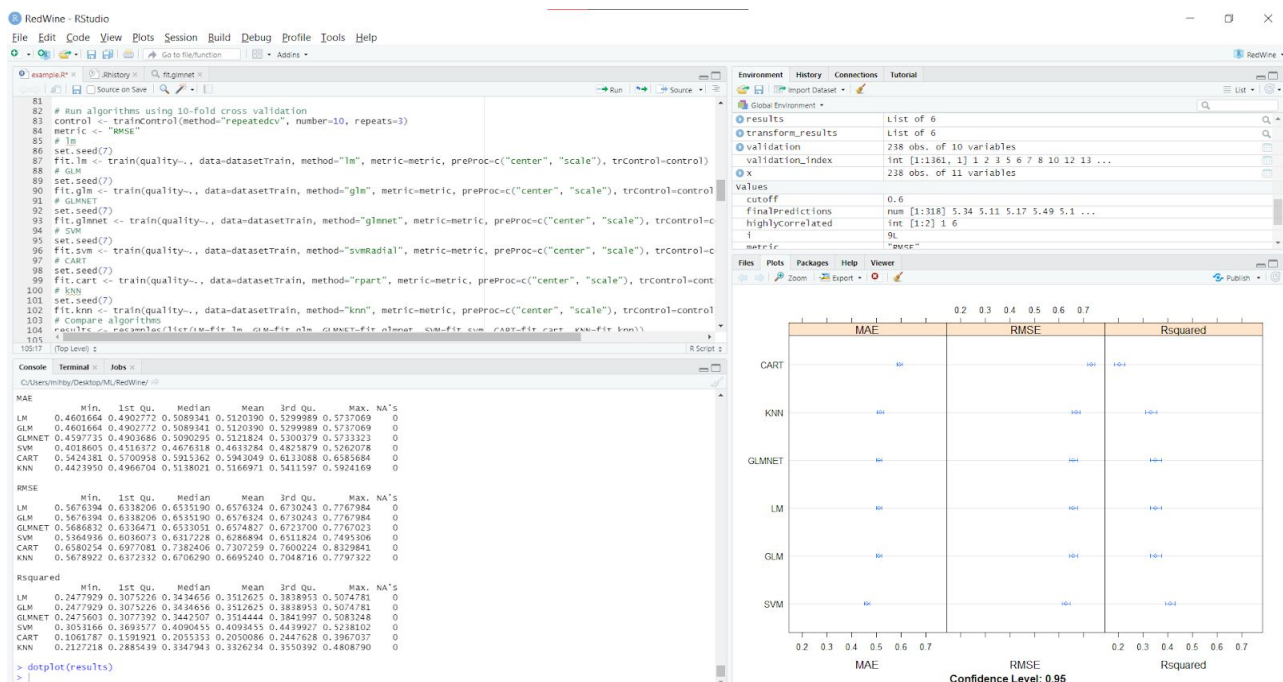 RedWine - RStudio
File Edit Code View Plots Session Build Debug Profile Tools Help
Go to file/function Addins RedWine
example.R* .Rhistory fit.glmnet
Source on Save Run Source
81
82 # Run algorithms using 10-fold cross validation
83 control <- trainControl(method="repeatedcv", number=10, repeats=3)
84 metric <- "RMSE"
85 # lm
86 set.seed(7)
87 fit.lm <- train(quality~., data=datasetTrain, method="lm", metric=metric, preProc=c("center", "scale"), trControl=control)
88 # GLM
89 set.seed(7)
90 fit.glm <- train(quality~., data=datasetTrain, method="glm", metric=metric, preProc=c("center", "scale"), trControl=control
91 # GLMNET
92 set.seed(7)
93 fit.glmnet <- train(quality~., data=datasetTrain, method="glmnet", metric=metric, preProc=c("center", "scale"), trControl=c
94 # SVM
95 set.seed(7)
96 fit.svm <- train(quality~., data=datasetTrain, method="svmRadial", metric=metric, preProc=c("center", "scale"), trControl=c
97 # CART
98 set.seed(7)
99 fit.cart <- train(quality~., data=datasetTrain, method="rpart", metric=metric, preProc=c("center", "scale"), trControl=cont
100 # kNN
101 set.seed(7)
102 fit.knn <- train(quality~., data=datasetTrain, method="knn", metric=metric, preProc=c("center", "scale"), trControl=control
103 # Compare algorithms
104 results <- resamples(list(LM=fit.lm, GLM=fit.glm, GLMNET=fit.glmnet, SVM=fit.svm, CART=fit.cart, KNN=fit.knn))
105
105:17 (Top Level) R Script
Console Terminal Jobs
C:/Users/mihby/Desktop/ML/RedWine/
MAE
Min. 1st Qu. Median Mean 3rd Qu. Max. NA's
LM 0.4601664 0.4902772 0.5089341 0.5120390 0.5299989 0.5737069 0
GLM 0.4601664 0.4902772 0.5089341 0.5120390 0.5299989 0.5737069 0
GLMNET 0.4597735 0.4903686 0.5090295 0.5121824 0.5300379 0.5733323 0
SVM 0.4018605 0.4516372 0.4676318 0.4633284 0.4825879 0.5262078 0
CART 0.5424381 0.5700958 0.5915362 0.5943049 0.6133088 0.6585684 0
KNN 0.4423950 0.4966704 0.5138021 0.5166971 0.5411597 0.5924169 0
RMSE
Min. 1st Qu. Median Mean 3rd Qu. Max. NA's
LM 0.5676394 0.6338206 0.6535190 0.6576324 0.6730243 0.7767984 0
GLM 0.5676394 0.6338206 0.6535190 0.6576324 0.6730243 0.7767984 0
GLMNET 0.5686832 0.6336471 0.6533051 0.6574827 0.6723700 0.7767023 0
SVM 0.5364936 0.6036073 0.6317228 0.6286894 0.6511824 0.7495306 0
CART 0.6580254 0.6977081 0.7382406 0.7307259 0.7600224 0.8329841 0
KNN 0.5678922 0.6372332 0.6706290 0.6695240 0.7048716 0.7797322 0
Rsquared
Min. 1st Qu. Median Mean 3rd Qu. Max. NA's
LM 0.2477929 0.3075226 0.3434656 0.3512625 0.3838953 0.5074781 0
GLM 0.2477929 0.3075226 0.3434656 0.3512625 0.3838953 0.5074781 0
GLMNET 0.2475603 0.3077392 0.3442507 0.3514444 0.3841997 0.5083248 0
SVM 0.3053166 0.3693577 0.4090455 0.4093455 0.4439927 0.5238102 0
CART 0.1061787 0.1591921 0.2055353 0.2050086 0.2447628 0.3967037 0
KNN 0.2127218 0.2885439 0.3347943 0.3326234 0.3550392 0.4808790 0
> dotplot(results)
>
Environment History Connections Tutorial
Import Dataset List
Global Environment
results List of 6
transform_results List of 6
validation 238 obs. of 10 variables
validation_index int [1:1361, 1] 1 2 3 5 6 7 8 10 12 13 ...
x 238 obs. of 11 variables
Values
cutoff 0.6
finalPredictions num [1:318] 5.34 5.11 5.17 5.49 5.1 ...
highlyCorrelated int [1:2] 1 6
i 9L
metric "RMSE"
Files Plots Packages Help Viewer
Zoom Export Publish
0.2 0.3 0.4 0.5 0.6 0.7
MAE RMSE Rsquared
CART
KNN
GLMNET
LM
GLM
SVM
0.2 0.3 0.4 0.5 0.6 0.7 0.2 0.3 0.4 0.5 0.6 0.7
MAE RMSE Rsquared
Confidence Level: 0.95